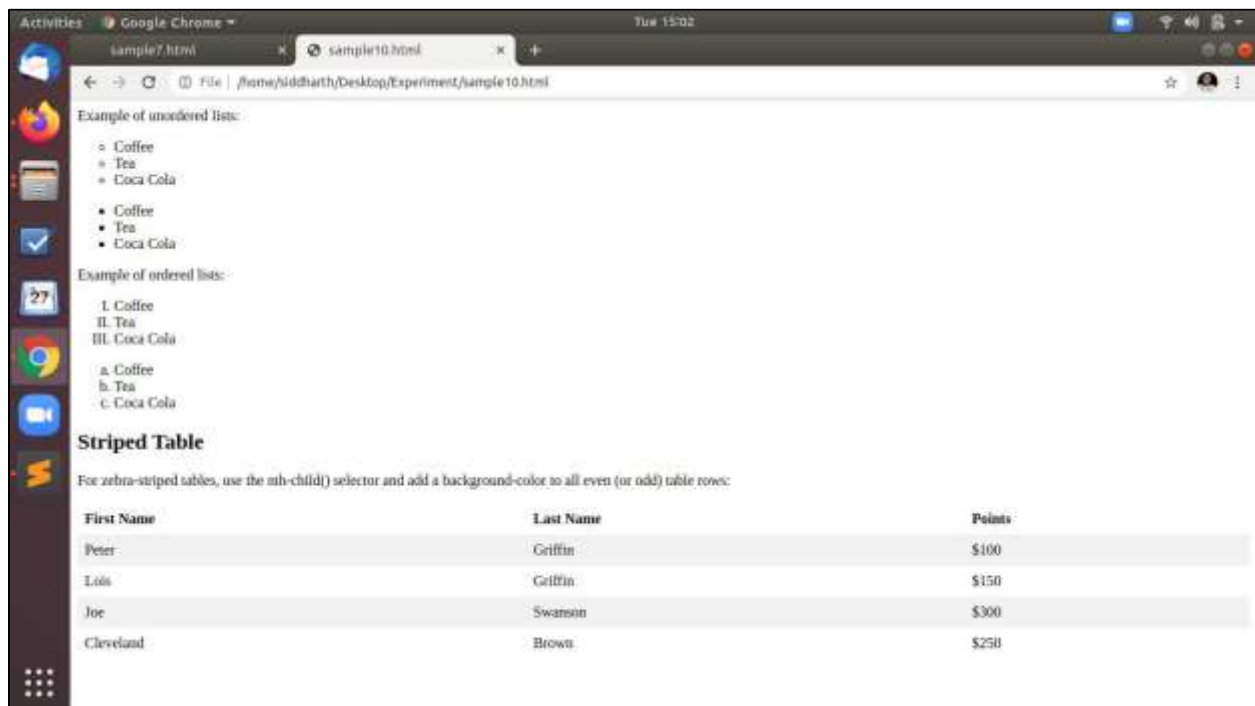 Activities Google Chrome Tue 15:02
sample7.html sample10.html
File /home/siddharth/Desktop/Experiment/sample10.html
Example of unordered lists:
Coffee
Tea
Coca Cola
Coffee
Tea
Coca Cola
Example of ordered lists:
I. Coffee
II. Tea
III. Coca Cola
a. Coffee
b. Tea
c. Coca Cola
Striped Table
For zebra-striped tables, use the nth-child() selector and add a background-color to all even (or odd) table rows:
First Name Last Name Points
Peter Griffin $100
Lois Griffin $150
Joe Swanson $300
Cleveland Brown $250
27